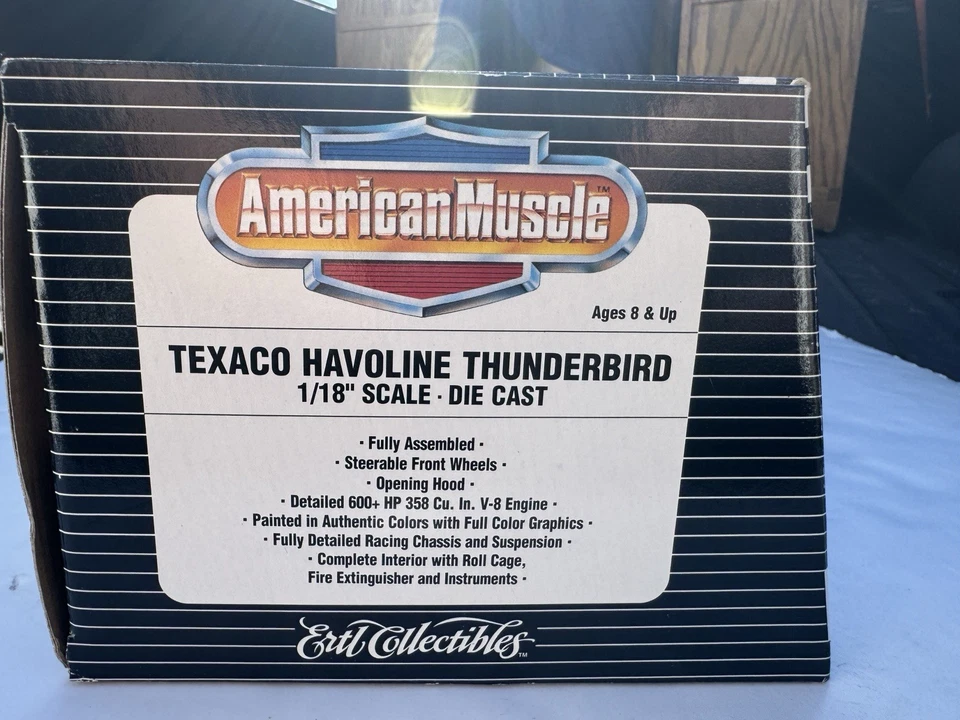 AmericanMuscle™
Ages 8 & Up
TEXACO HAVOLINE THUNDERBIRD
1/18" SCALE · DIE CAST
· Fully Assembled ·
· Steerable Front Wheels ·
· Opening Hood ·
· Detailed 600+ HP 358 Cu. In. V-8 Engine ·
· Painted in Authentic Colors with Full Color Graphics ·
· Fully Detailed Racing Chassis and Suspension ·
· Complete Interior with Roll Cage,
Fire Extinguisher and Instruments ·
Ertl Collectibles™